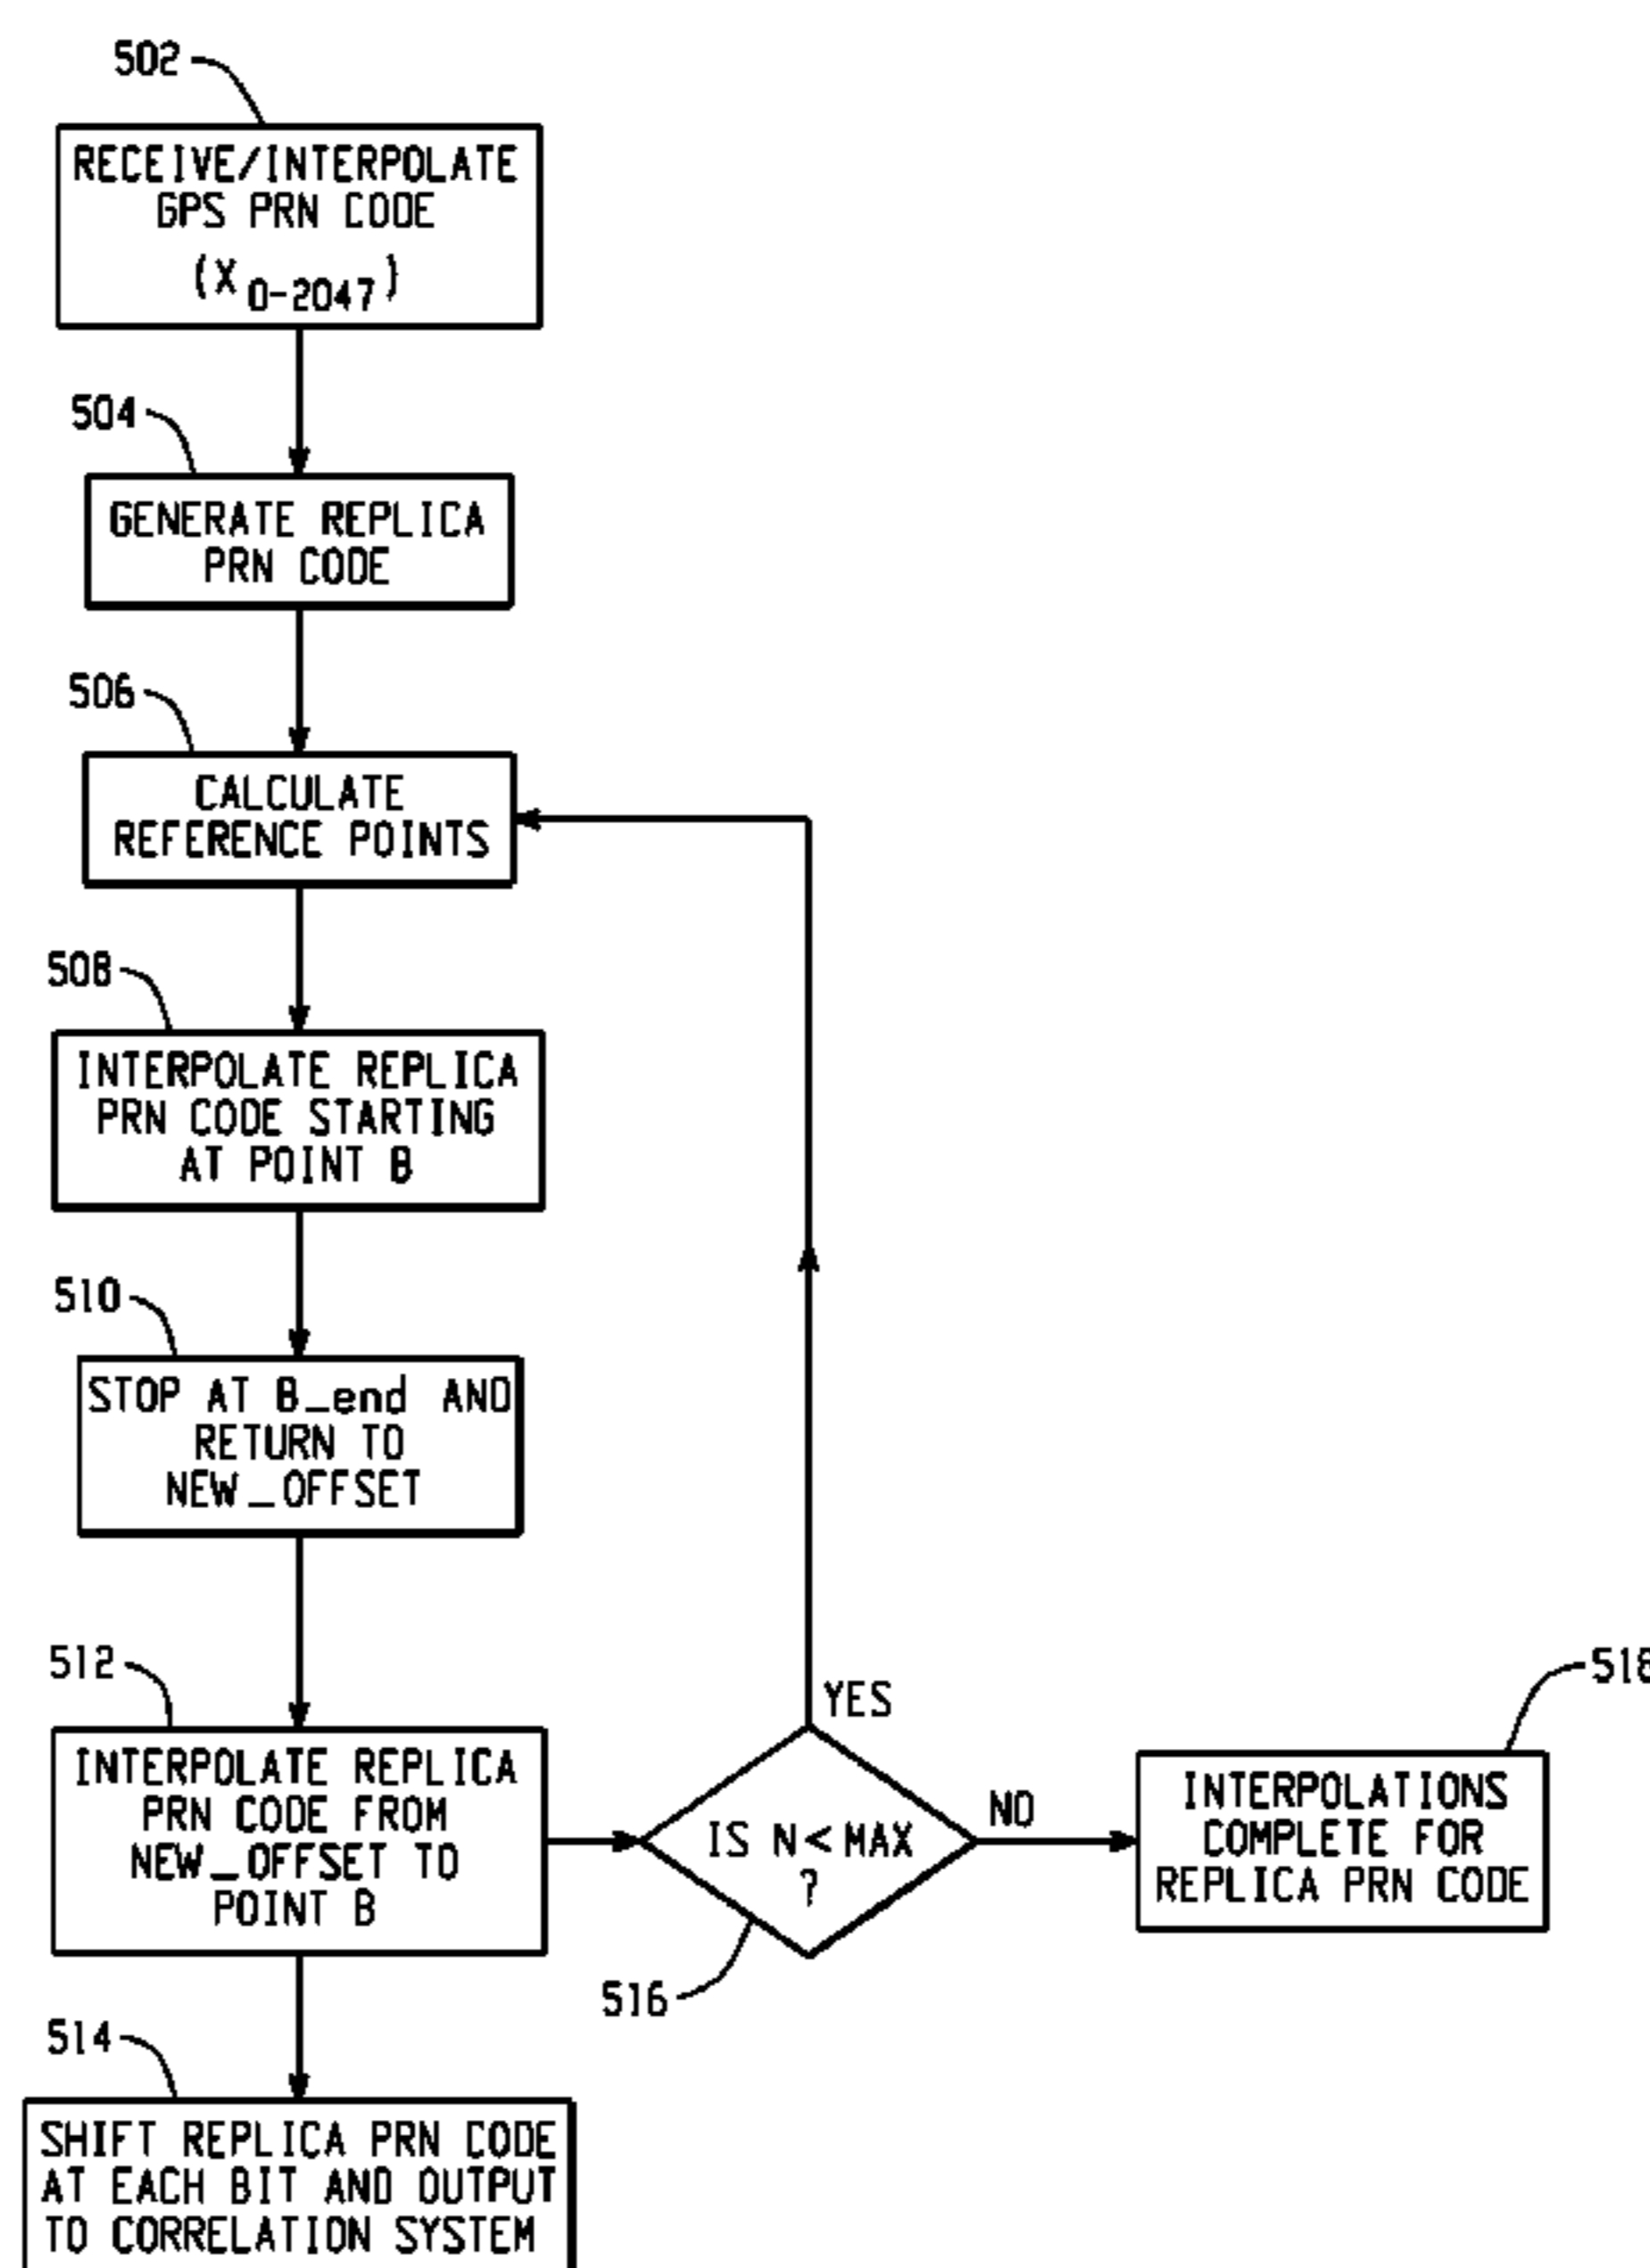 502
RECEIVE/INTERPOLATE
GPS PRN CODE
(X 0-2047)
504
GENERATE REPLICA
PRN CODE
506
CALCULATE
REFERENCE POINTS
508
INTERPOLATE REPLICA
PRN CODE STARTING
AT POINT B
510
STOP AT B_end AND
RETURN TO
NEW_OFFSET
512
INTERPOLATE REPLICA
PRN CODE FROM
NEW_OFFSET TO
POINT B
YES
IS N<MAX
?
516
NO
518
INTERPOLATIONS
COMPLETE FOR
REPLICA PRN CODE
514
SHIFT REPLICA PRN CODE
AT EACH BIT AND OUTPUT
TO CORRELATION SYSTEM